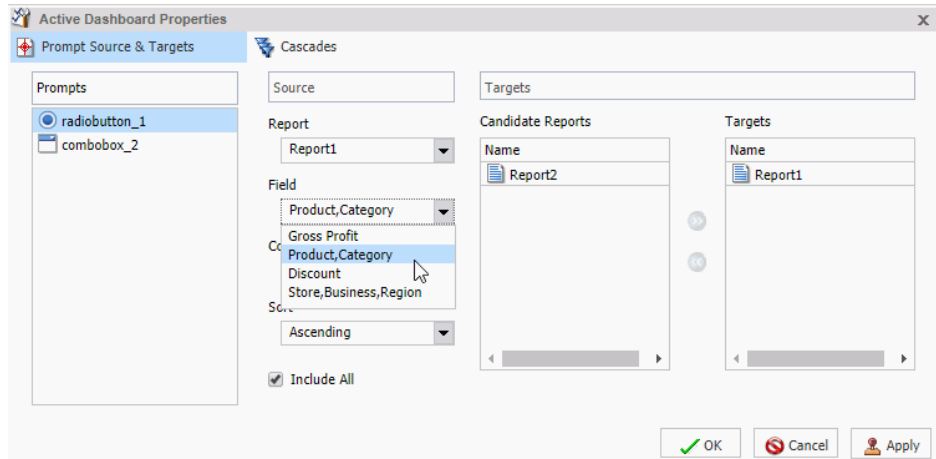 Active Dashboard Properties
x
Prompt Source & Targets
Cascades
Prompts
radiobutton_1
combobox_2
Source
Report
Report1
Field
Product,Category
Gross Profit
Product,Category
Discount
Store,Business,Region
Ascending
Include All
Targets
Candidate Reports
Name
Report2
Targets
Name
Report1
OK
Cancel
Apply